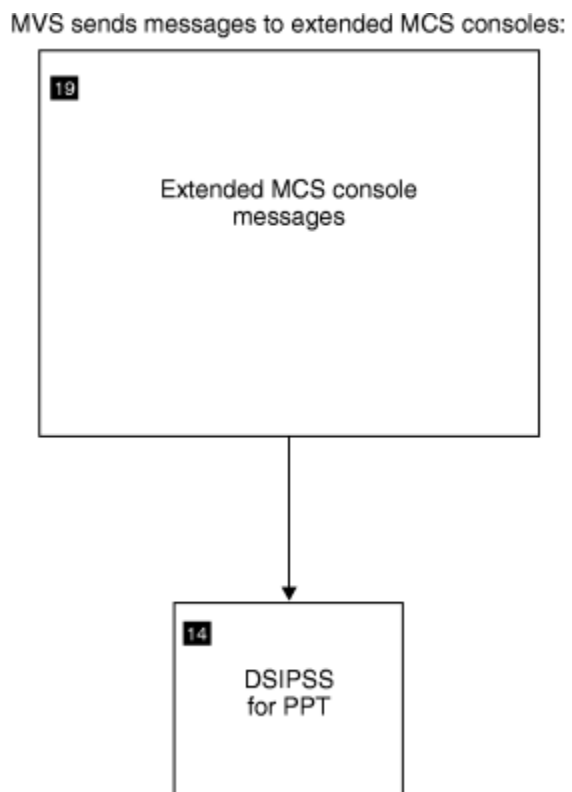 MVS sends messages to extended MCS consoles:
19
Extended MCS console
messages
14
DSIPSS
for PPT